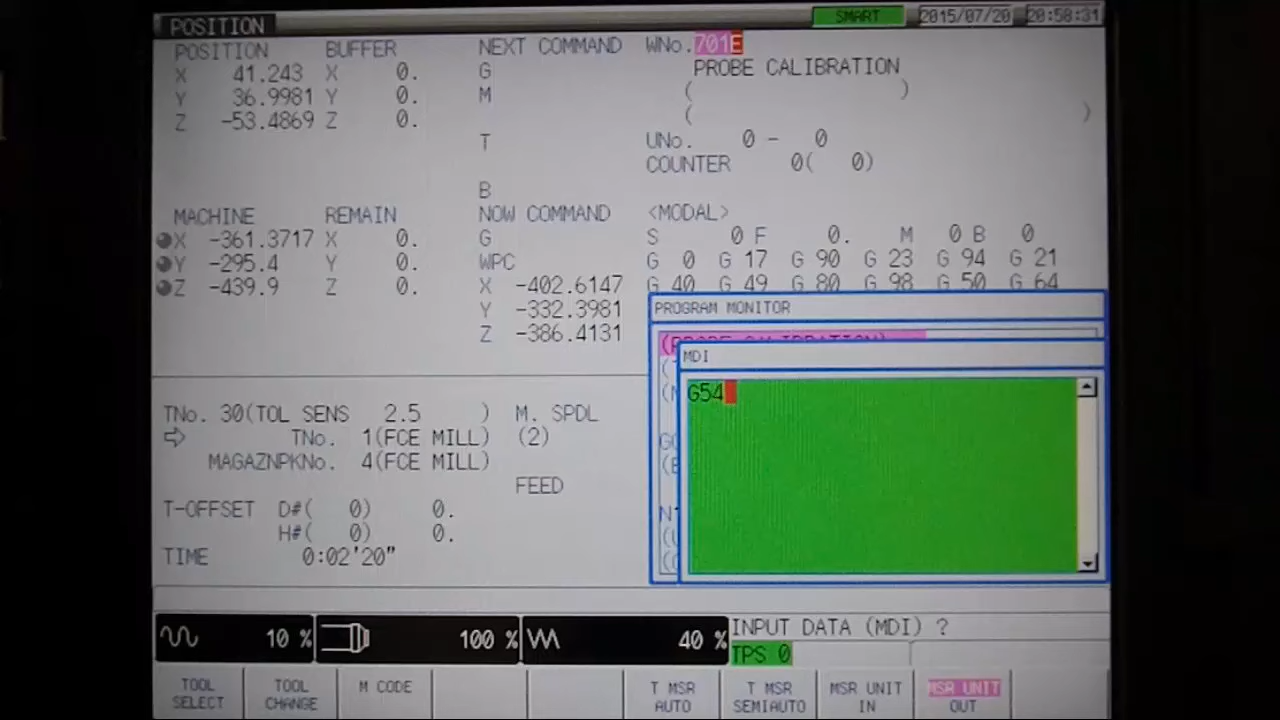 POSITION SMART 2015/07/20 20:58:31
POSITION BUFFER NEXT COMMAND WNo.701E
X 41.243 X 0. G PROBE CALIBRATION
Y 36.9981 Y 0. M ( )
Z -53.4869 Z 0. ( )
T UNo. 0 - 0
COUNTER 0( 0)
B
MACHINE REMAIN NOW COMMAND <MODAL>
X -361.3717 X 0. G S 0 F 0. M 0 B 0
Y -295.4 Y 0. WPC G 0 G 17 G 90 G 23 G 94 G 21
Z -439.9 Z 0. X -402.6147 G 40 G 49 G 80 G 98 G 50 G 64
Y -332.3981 PROGRAM MONITOR
Z -386.4131 (PROBE CALIBRATION)
MDI
G54
TNo. 30(TOL SENS 2.5 ) M. SPDL
⇨ TNo. 1(FCE MILL) (2)
MAGAZNPKNo. 4(FCE MILL)
FEED
T-OFFSET D#( 0) 0.
H#( 0) 0.
TIME 0:02'20"
10 % 100 % 40 % INPUT DATA (MDI) ?
TPS 0
TOOL SELECT TOOL CHANGE M CODE T MSR AUTO T MSR SEMIAUTO MSR UNIT IN MSR UNIT OUT